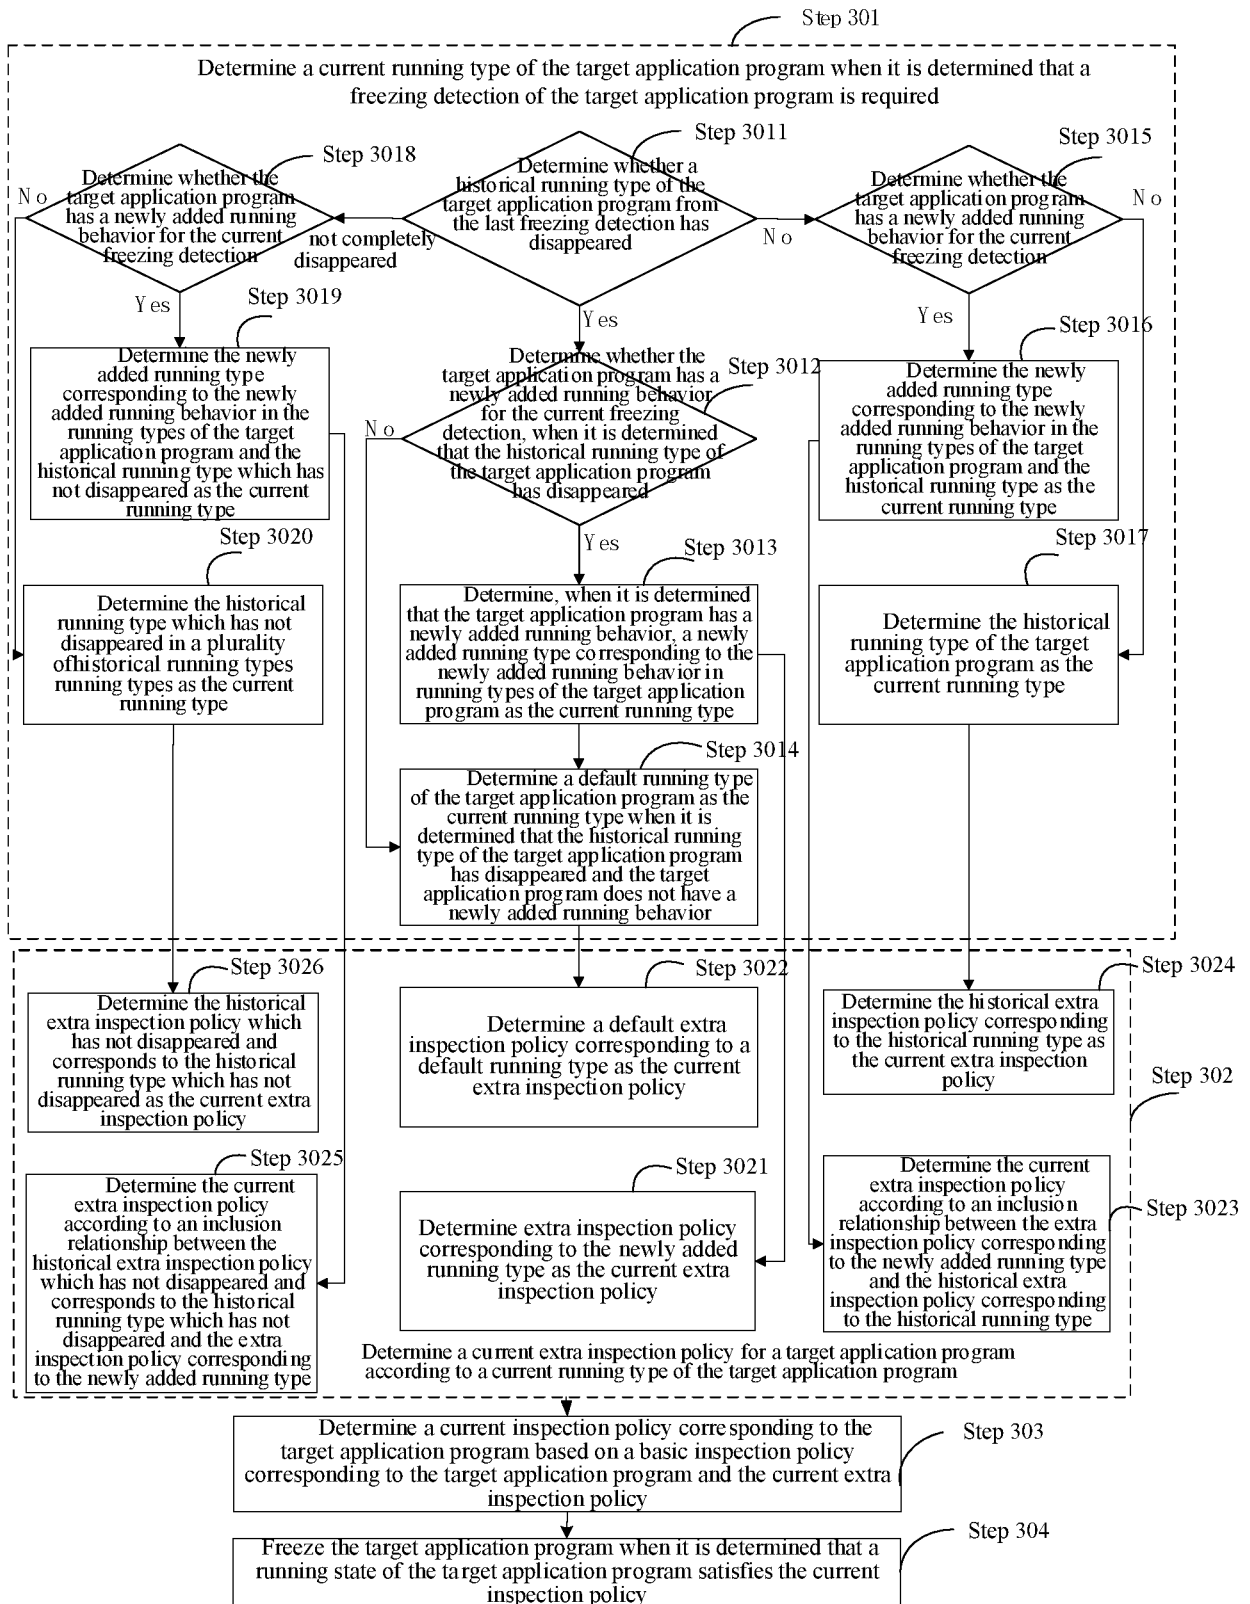 Step 301
Determine a current running type of the target application program when it is determined that a
freezing detection of the target application program is required
Step 3018
Determine whether the
target application program
has a newly added running
behavior for the current
freezing detection
No
Yes
not completely
disappeared
Step 3011
Determine whether a
historical running type of the
target application program from
the last freezing detection has
disappeared
No
Yes
Step 3015
Determine whether the
target application program
has a newly added running
behavior for the current
freezing detection
No
Yes
Step 3019
Determine the newly
added running type
corresponding to the newly
added running behavior in the
running types of the target
application program and the
historical running type which has
not disappeared as the current
running type
Step 3012
Determine whether the
target application program has a
newly added running behavior
for the current freezing
detection, when it is determined
that the historical running type of
the target application program
has disappeared
No
Yes
Step 3016
Determine the newly
added running type
corresponding to the newly
added running behavior in the
running types of the target
application program and the
historical running type as the
current running type
Step 3020
Determine the historical
running type which has not
disappeared in a plurality
ofhistorical running types
running types as the current
running type
Step 3013
Determine, when it is determined
that the target application program has a
newly added running behavior, a newly
added running type corresponding to the
newly added running behavior in
running types of the target application
program as the current running type
Step 3017
Determine the historical
running type of the target
application program as the
current running type
Step 3014
Determine a default running type
of the target application program as the
current running type when it is
determined that the historical running
type of the target application program
has disappeared and the target
application program does not have a
newly added running behavior
Step 3026
Determine the historical
extra inspection policy which
has not disappeared and
corresponds to the historical
running type which has not
disappeared as the current extra
inspection policy
Step 3022
Determine a default extra
inspection policy corresponding to a
default running type as the current
extra inspection policy
Step 3024
Determine the historical extra
inspection policy corresponding
to the historical running type as
the current extra inspection
policy
Step 302
Step 3025
Determine the current
extra inspection policy
according to an inclusion
relationship between the
historical extra inspection policy
which has not disappeared and
corresponds to the historical
running type which has not
disappeared and the extra
inspection policy corresponding
to the newly added running type
Step 3021
Determine extra inspection policy
corresponding to the newly added
running type as the current extra
inspection policy
Step 3023
Determine the current
extra inspection policy
according to an inclusion
relationship between the extra
inspection policy corresponding
to the newly added running type
and the historical extra
inspection policy corresponding
to the historical running type
Determine a current extra inspection policy for a target application program
according to a current running type of the target application program
Step 303
Determine a current inspection policy corresponding to the
target application program based on a basic inspection policy
corresponding to the target application program and the current extra
inspection policy
Step 304
Freeze the target application program when it is determined that a
running state of the target application program satisfies the current
inspection policy